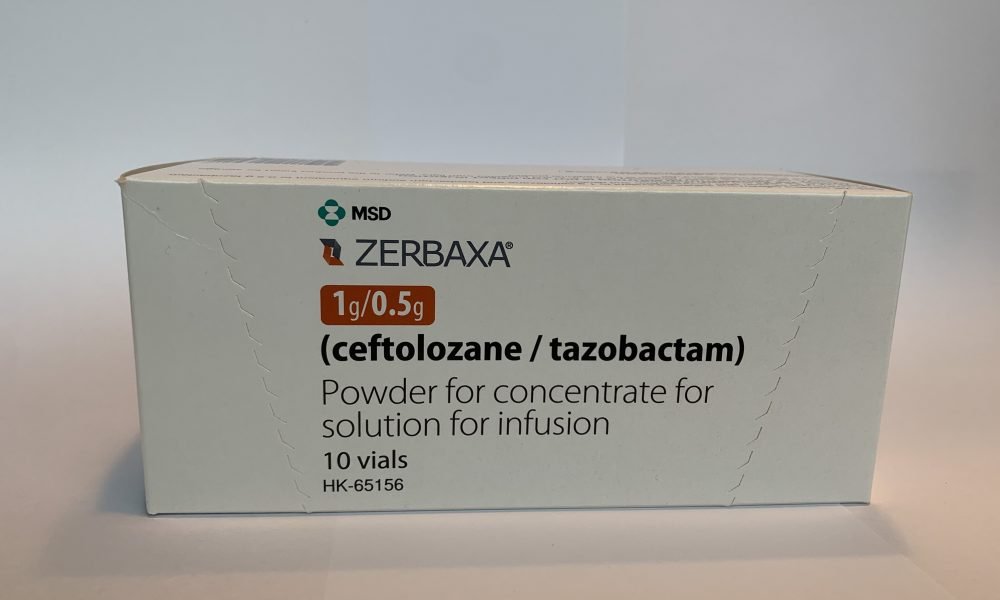 MSD
ZERBAXA®
1g/0.5g
(ceftolozane / tazobactam)
Powder for concentrate for
solution for infusion
10 vials
HK-65156